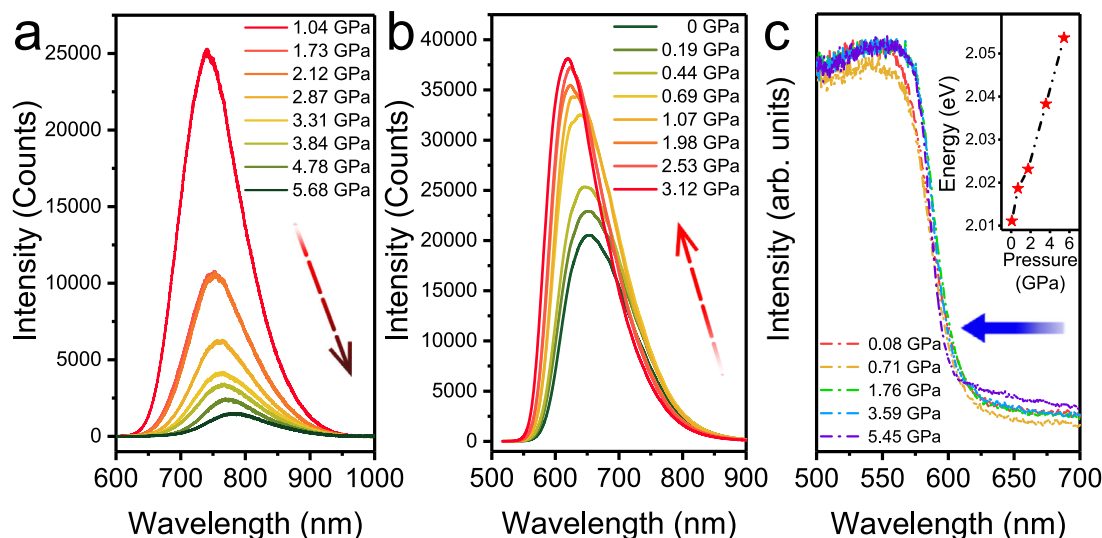 a
25000
20000
15000
10000
5000
0
Intensity (Counts)
1.04 GPa
1.73 GPa
2.12 GPa
2.87 GPa
3.31 GPa
3.84 GPa
4.78 GPa
5.68 GPa
600 700 800 900 1000
Wavelength (nm)
b
40000
35000
30000
25000
20000
15000
10000
5000
0
Intensity (Counts)
0 GPa
0.19 GPa
0.44 GPa
0.69 GPa
1.07 GPa
1.98 GPa
2.53 GPa
3.12 GPa
500 600 700 800 900
Wavelength (nm)
c
Intensity (arb. units)
2.05
2.04
2.03
2.02
2.01
Energy (eV)
0 2 4 6
Pressure
(GPa)
0.08 GPa
0.71 GPa
1.76 GPa
3.59 GPa
5.45 GPa
500 550 600 650 700
Wavelength (nm)